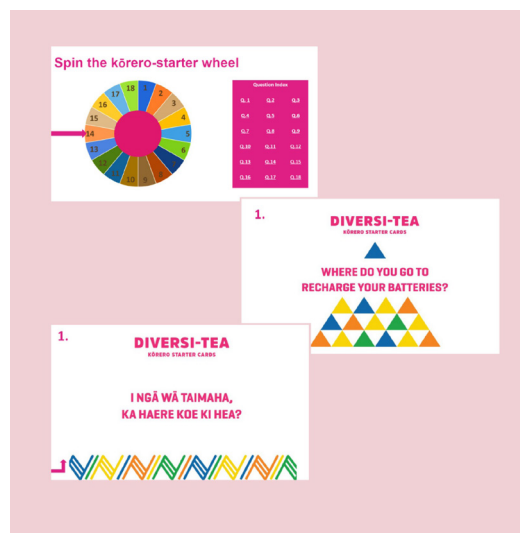 Spin the kōrero-starter wheel
18 1 2 3 4 5 6 8 9 10 12 13 14 15 16 17
Question Index
Q.1 Q.2 Q.3
Q.4 Q.5 Q.6
Q.7 Q.8 Q.9
Q.10 Q.11 Q.12
Q.13 Q.14 Q.15
Q.16 Q.17 Q.18
1.
DIVERSI-TEA
KŌRERO STARTER CARDS
WHERE DO YOU GO TO
RECHARGE YOUR BATTERIES?
1.
DIVERSI-TEA
KŌRERO STARTER CARDS
I NGĀ WĀ TAIMAHA,
KA HAERE KOE KI HEA?